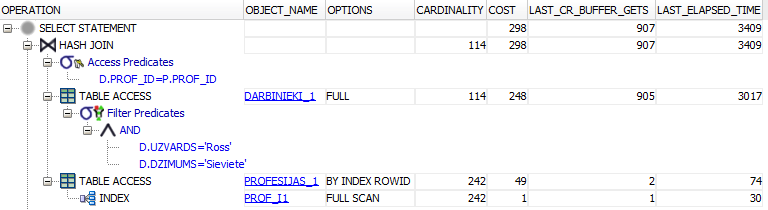 OPERATION OBJECT_NAME OPTIONS CARDINALITY COST LAST_CR_BUFFER_GETS LAST_ELAPSED_TIME
SELECT STATEMENT 298 907 3409
HASH JOIN 114 298 907 3409
Access Predicates
D.PROF_ID=P.PROF_ID
TABLE ACCESS DARBINIEKI_1 FULL 114 248 905 3017
Filter Predicates
AND
D.UZVARDS='Ross'
D.DZIMUMS='Sieviete'
TABLE ACCESS PROFESIJAS_1 BY INDEX ROWID 242 49 2 74
INDEX PROF_I1 FULL SCAN 242 1 1 30